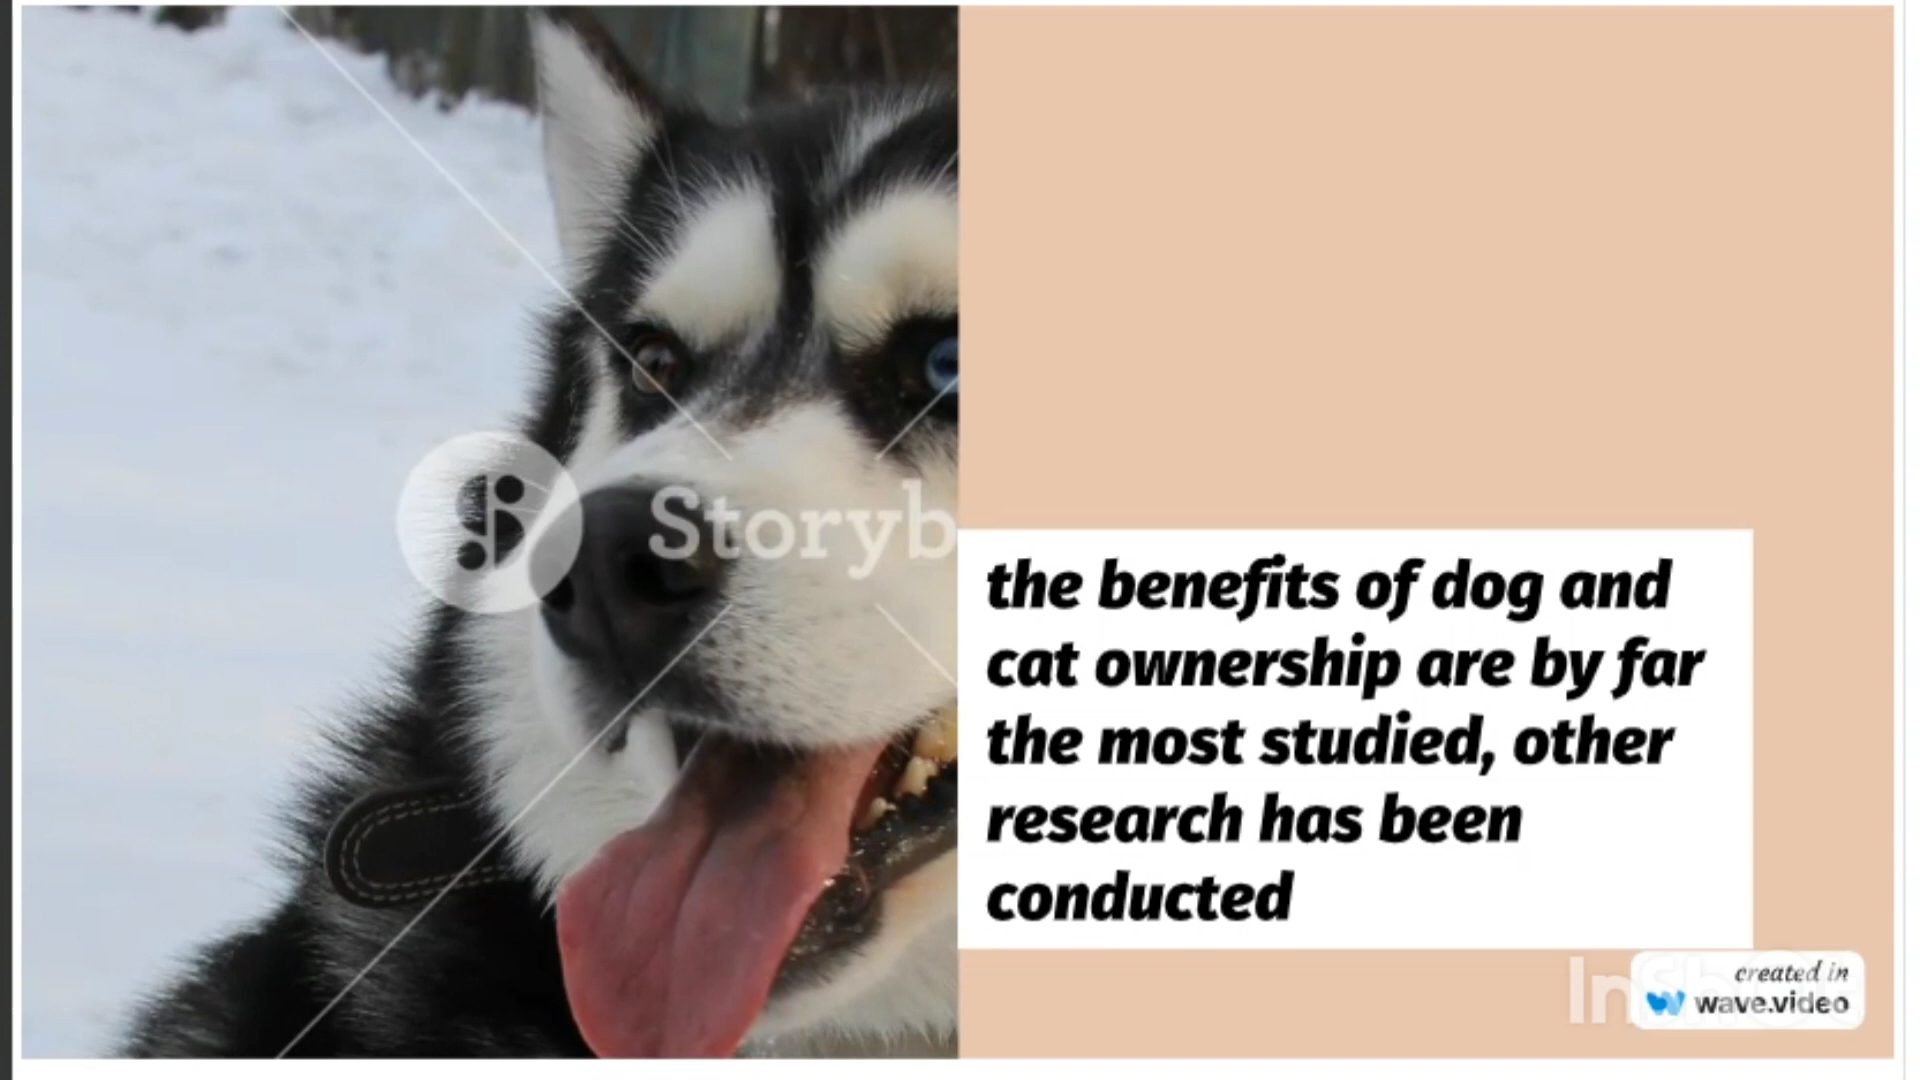 Storyb
the benefits of dog and
cat ownership are by far
the most studied, other
research has been
conducted
created in
wave.video